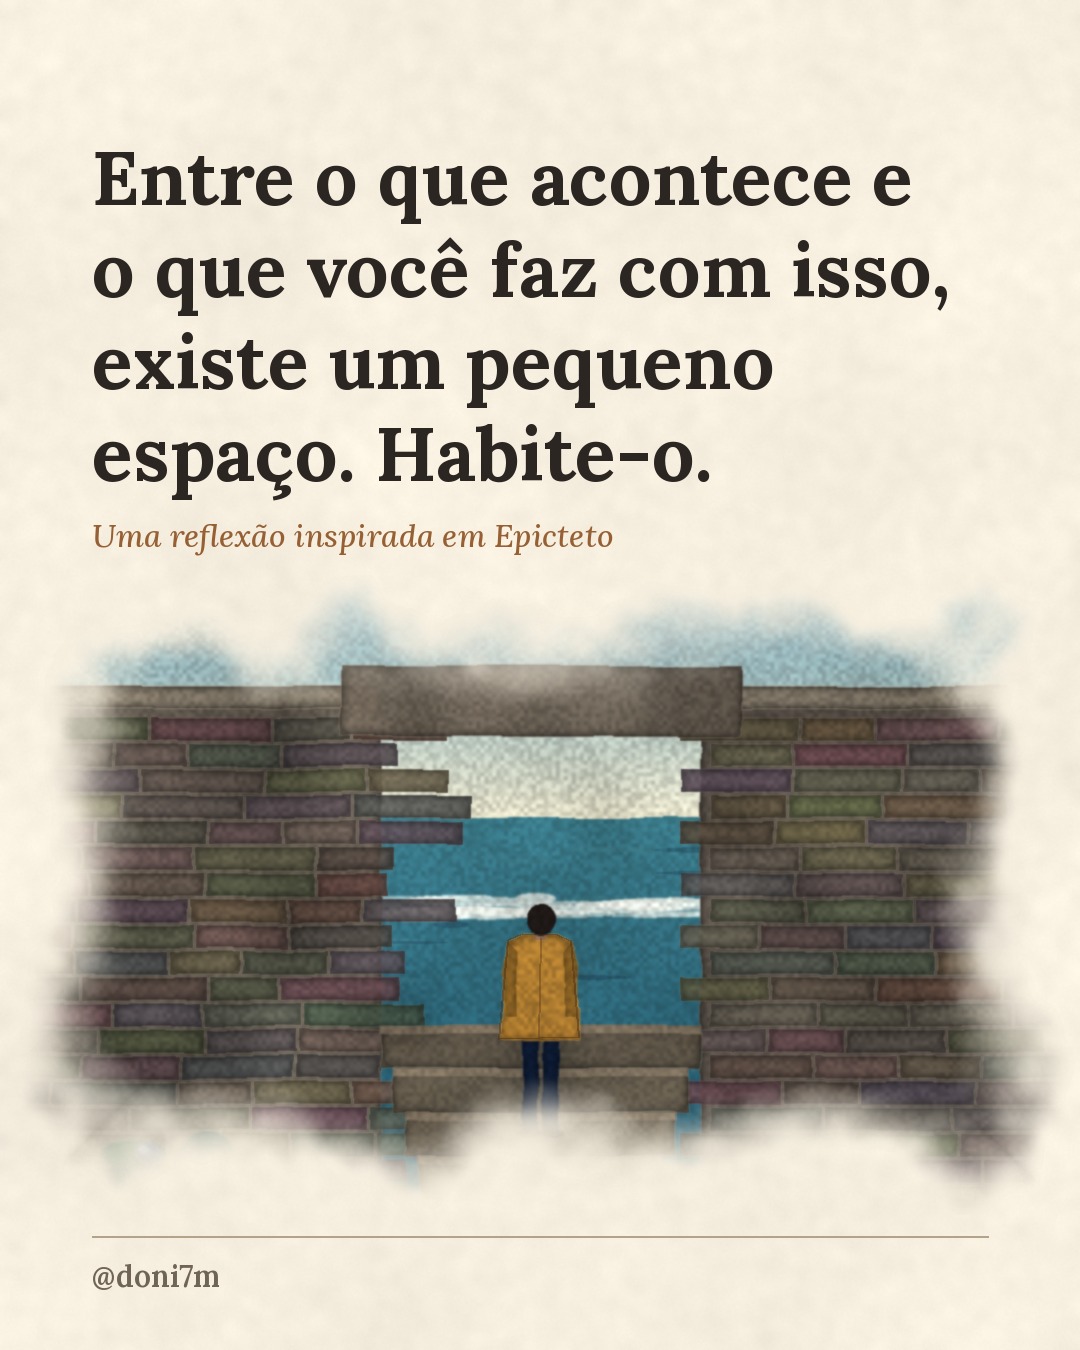 Entre o que acontece e
o que você faz com isso,
existe um pequeno
espaço. Habite-o.
Uma reflexão inspirada em Epicteto
@doni7m